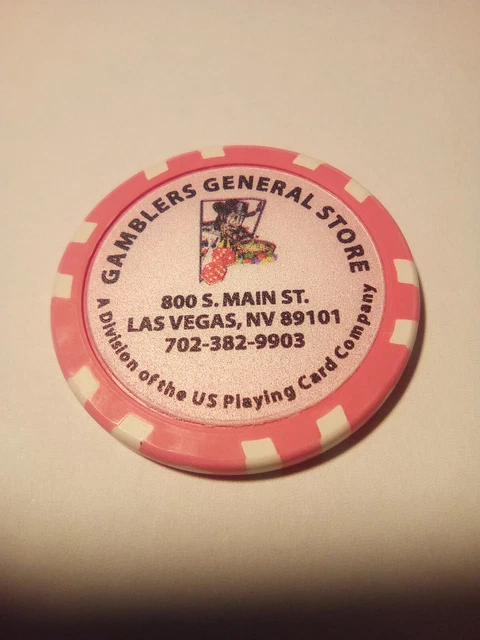 GAMBLERS GENERAL STORE
800 S. MAIN ST.
LAS VEGAS, NV 89101
702-382-9903
A Division of the US Playing Card Company